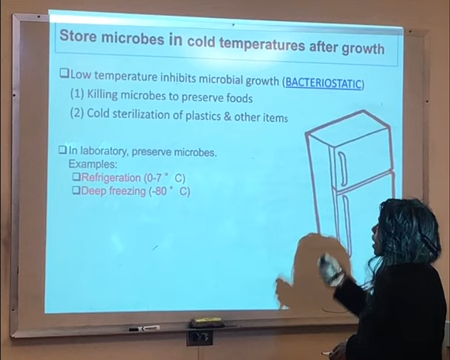 Store microbes in cold temperatures after growth
❑Low temperature inhibits microbial growth (BACTERIOSTATIC)
(1) Killing microbes to preserve foods
(2) Cold sterilization of plastics & other items
❑In laboratory, preserve microbes.
Examples:
❑Refrigeration (0-7 ° C)
❑Deep freezing (-80 ° C)